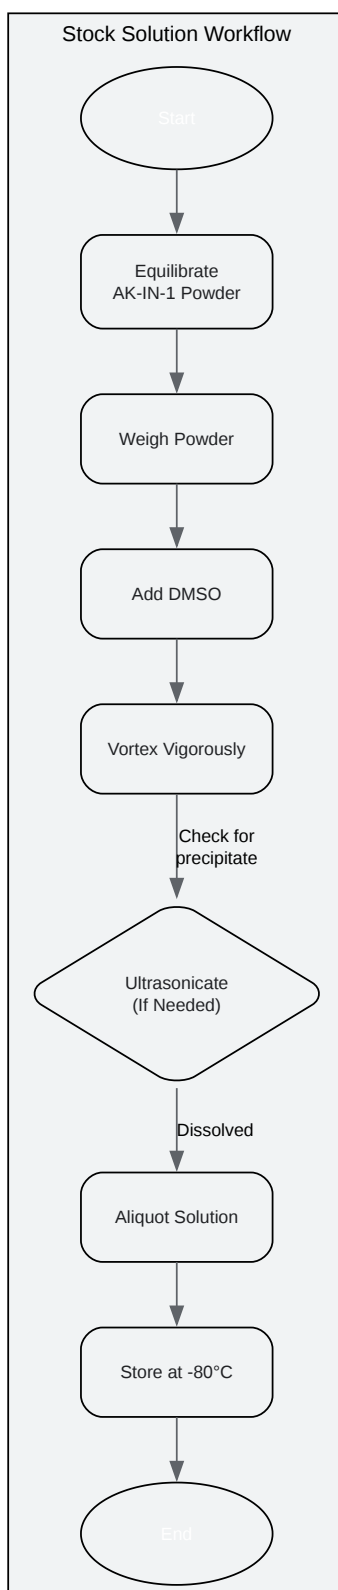 Stock Solution Workflow
Start
Equilibrate
AK-IN-1 Powder
Weigh Powder
Add DMSO
Vortex Vigorously
Check for
precipitate
Ultrasonicate
(If Needed)
Dissolved
Aliquot Solution
Store at -80°C
End